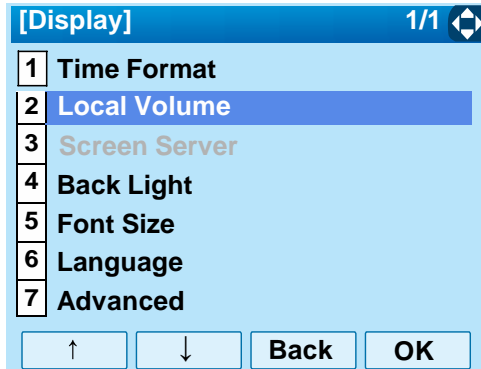 [Display] 1/1
1 Time Format
2 Local Volume
3 Screen Server
4 Back Light
5 Font Size
6 Language
7 Advanced
↑ ↓ Back OK